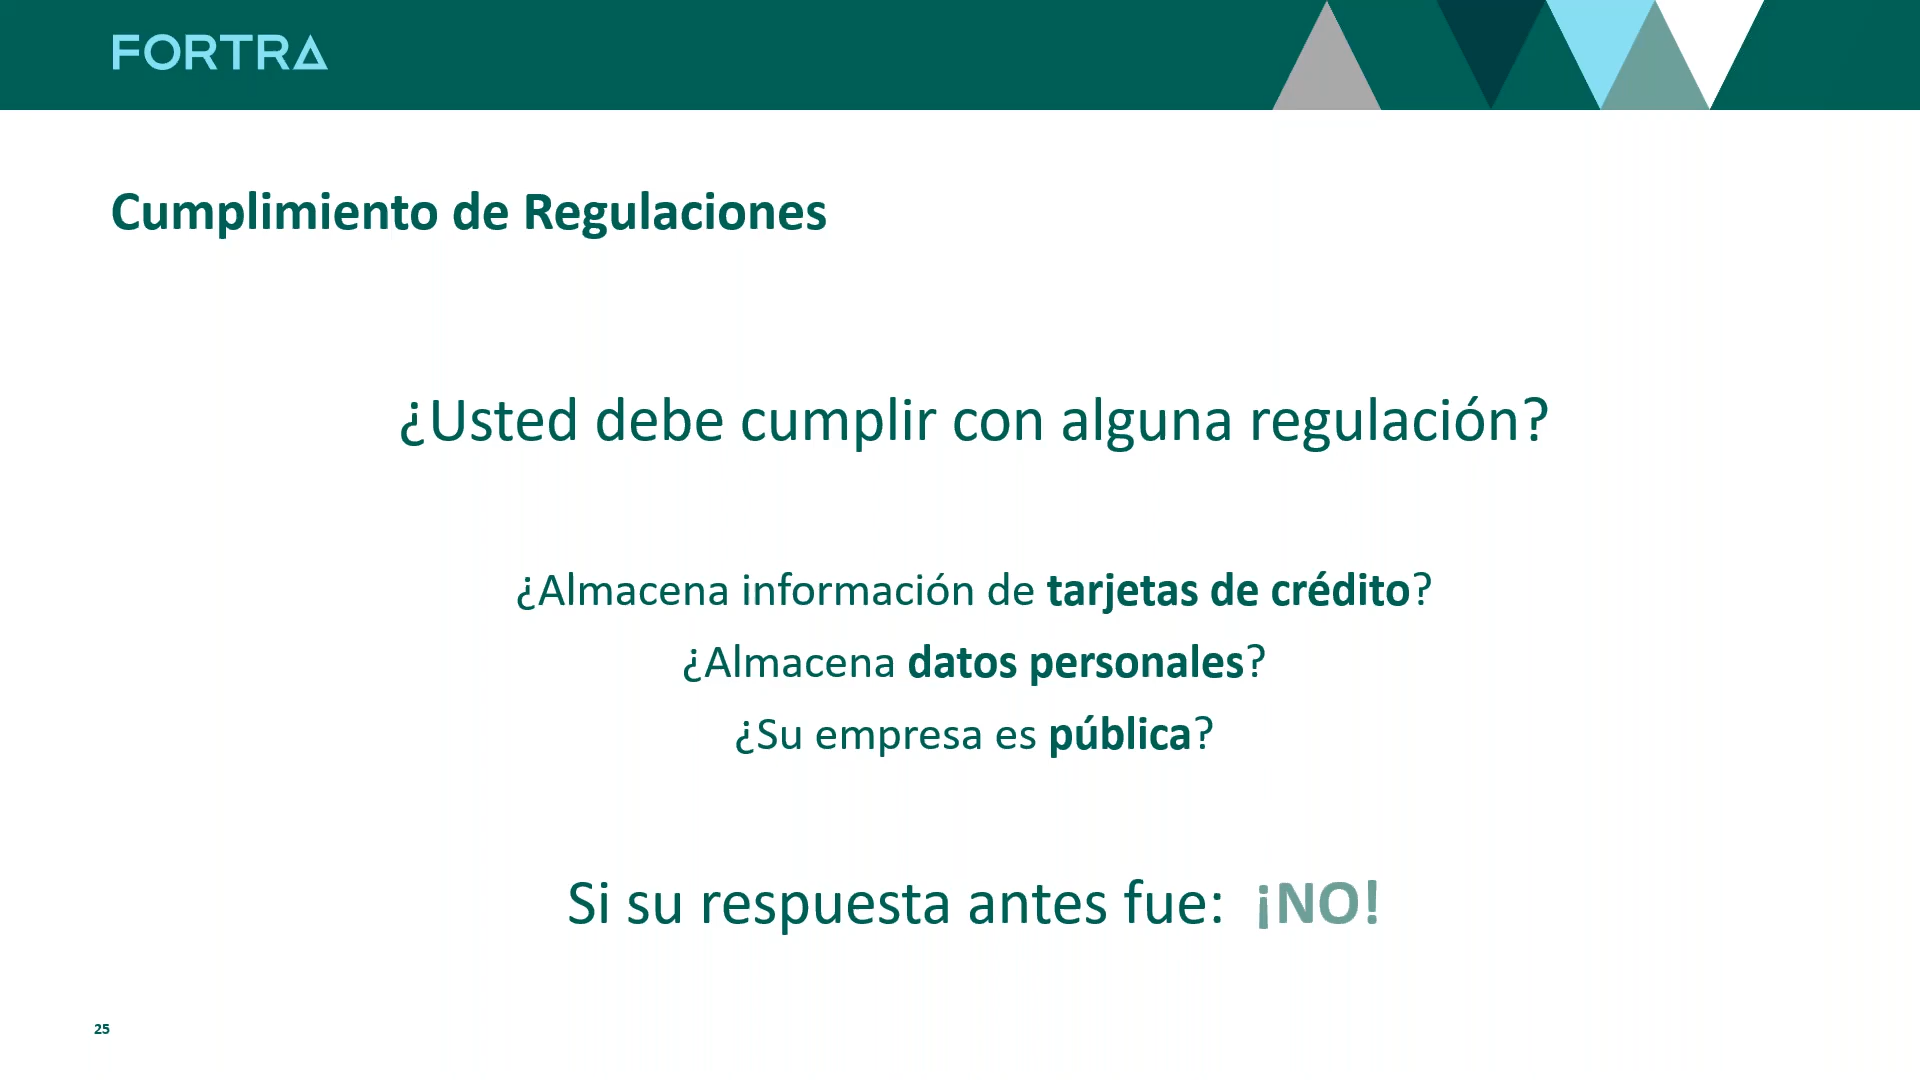 FORTRA
Cumplimiento de Regulaciones
¿Usted debe cumplir con alguna regulación?
¿Almacena información de tarjetas de crédito?
¿Almacena datos personales?
¿Su empresa es pública?
Si su respuesta antes fue: ¡NO!
25